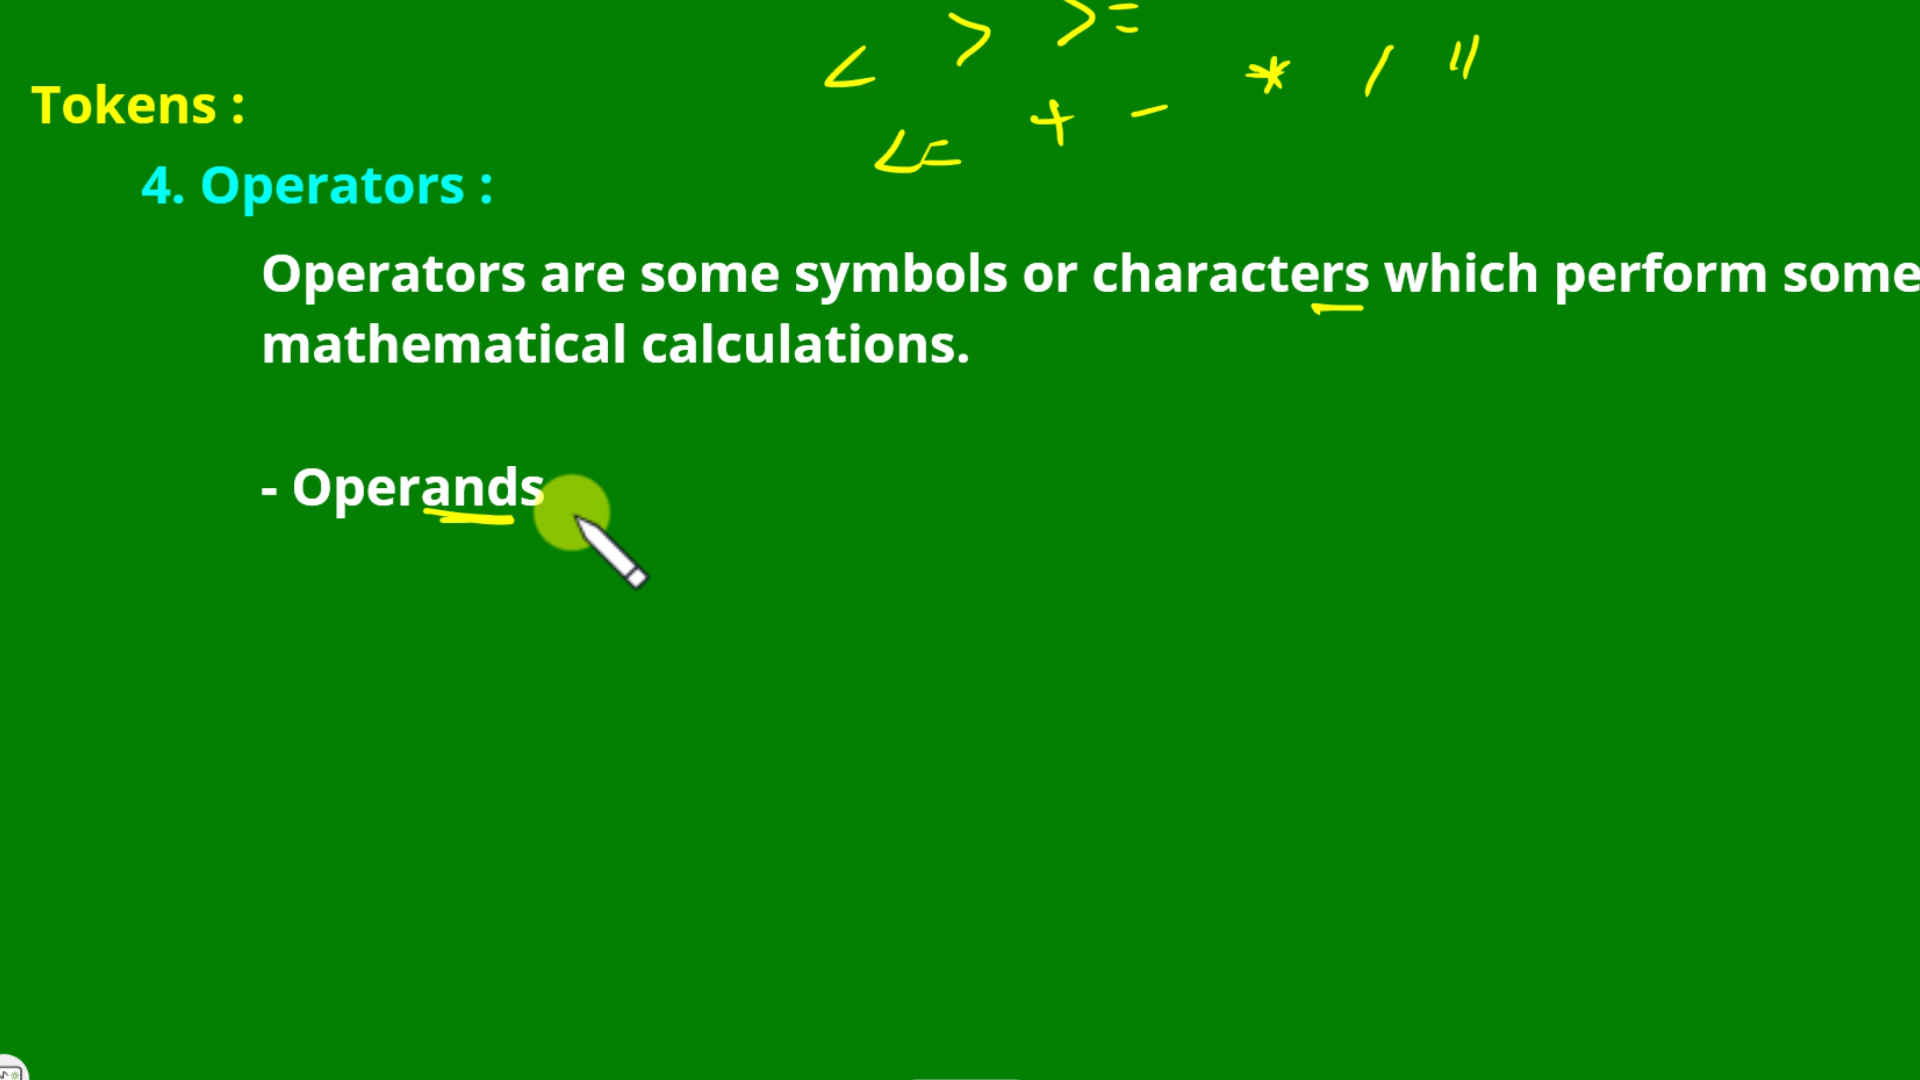 < > >=
<= + - * / "
Tokens :
4. Operators :
Operators are some symbols or characters which perform some
mathematical calculations.
- Operands